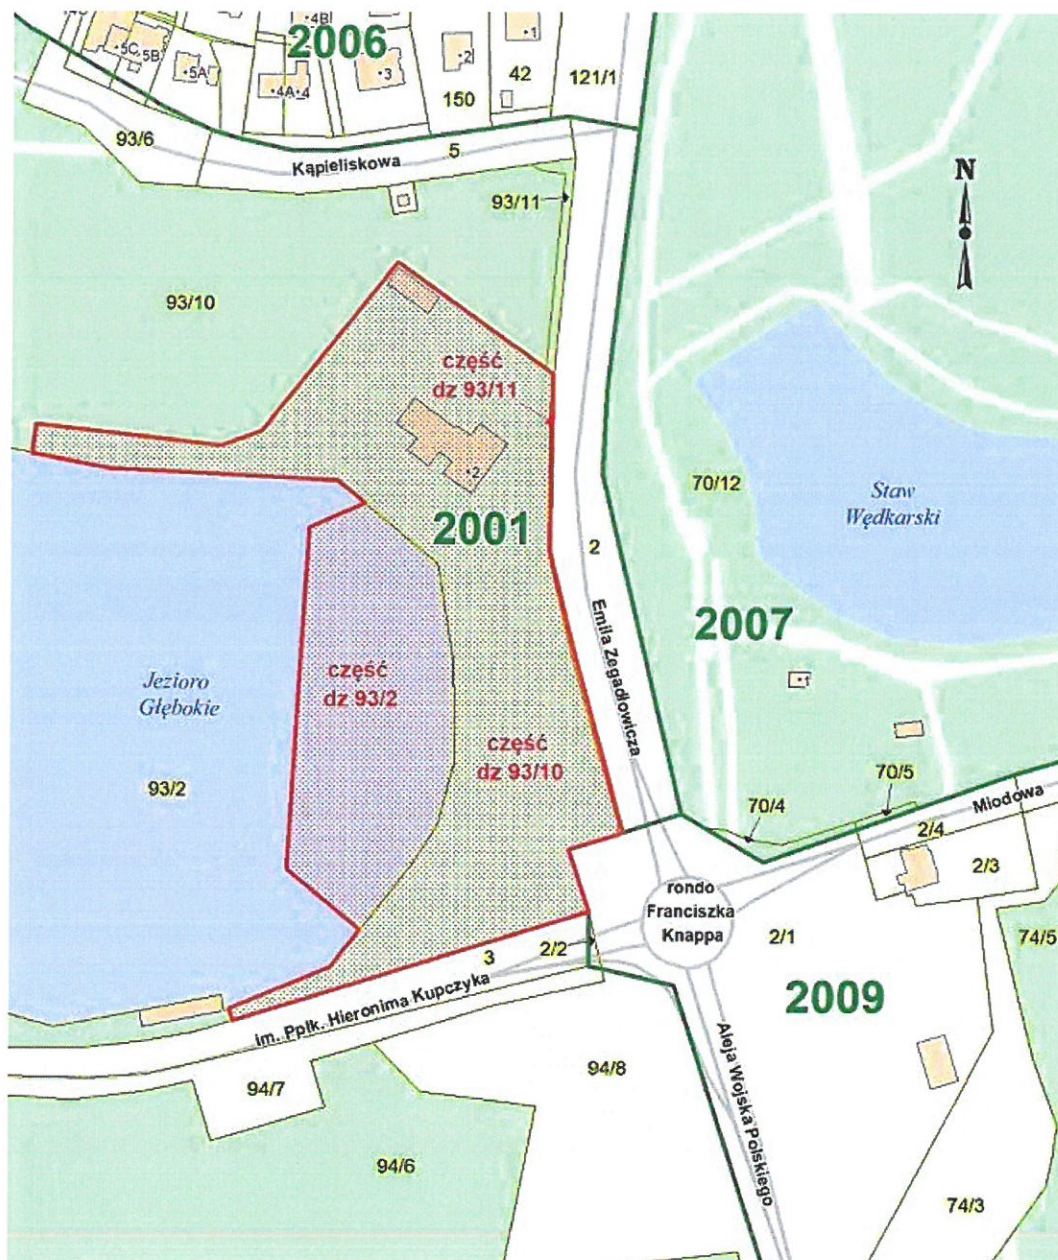 4B
2006
1
5C
5B
2
5A
3
42
121/1
4A
4
150
93/6
5
Kąpieliskowa
N
93/11
93/10
część
dz 93/11
70/12
2
Staw
Wędkarski
2001
2
2007
Emila Zegadłowicza
część
dz 93/2
1
Jezioro
Głębokie
część
dz 93/10
93/2
70/5
70/4
Miodowa
2/4
2/3
rondo
Franciszka
Knappa
2/1
74/5
3
2/2
2009
im. Ppłk. Hieronima Kupczyka
94/7
94/8
Aleja Wojska Polskiego
94/6
74/3